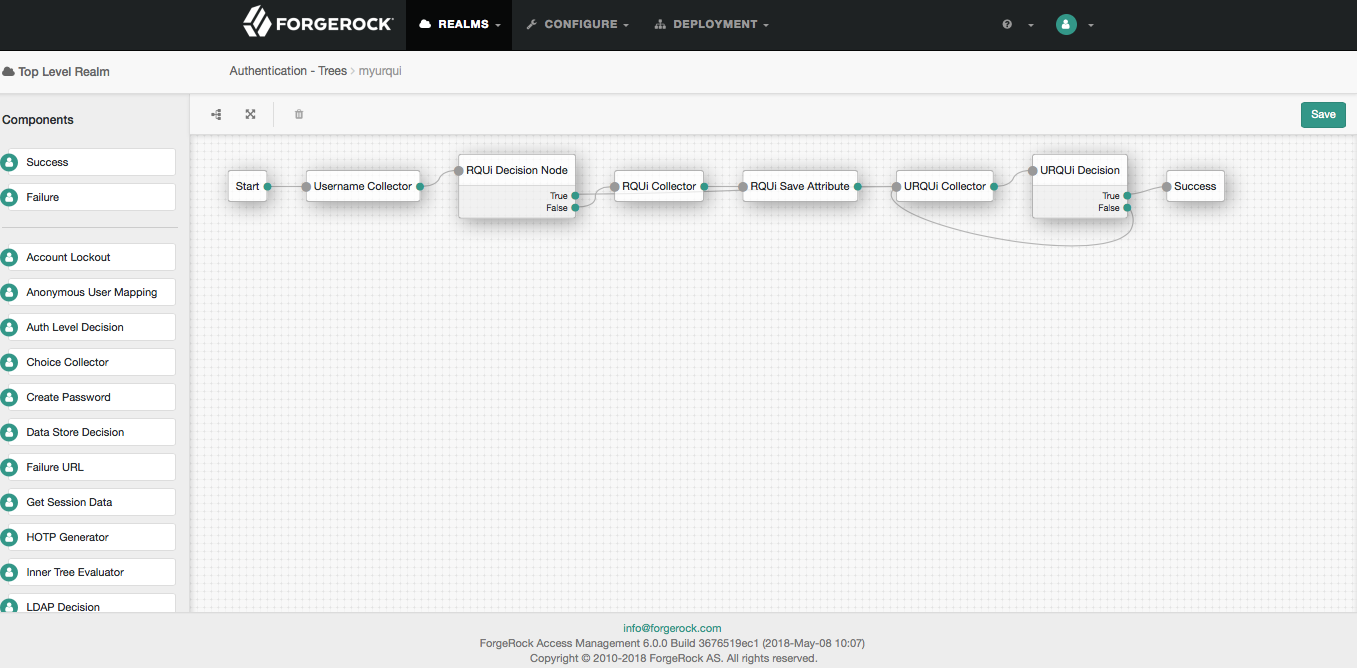 FORGEROCK
REALMS
CONFIGURE
DEPLOYMENT
Top Level Realm
Authentication - Trees > myurqui
Components
Save
Success
Failure
Account Lockout
Anonymous User Mapping
Auth Level Decision
Choice Collector
Create Password
Data Store Decision
Failure URL
Get Session Data
HOTP Generator
Inner Tree Evaluator
LDAP Decision
Start
Username Collector
RQUi Decision Node
True
False
RQUi Collector
RQUi Save Attribute
URQUi Collector
URQUi Decision
True
False
Success
info@forgerock.com
ForgeRock Access Management 6.0.0 Build 3676519ec1 (2018-May-08 10:07)
Copyright © 2010-2018 ForgeRock AS. All rights reserved.